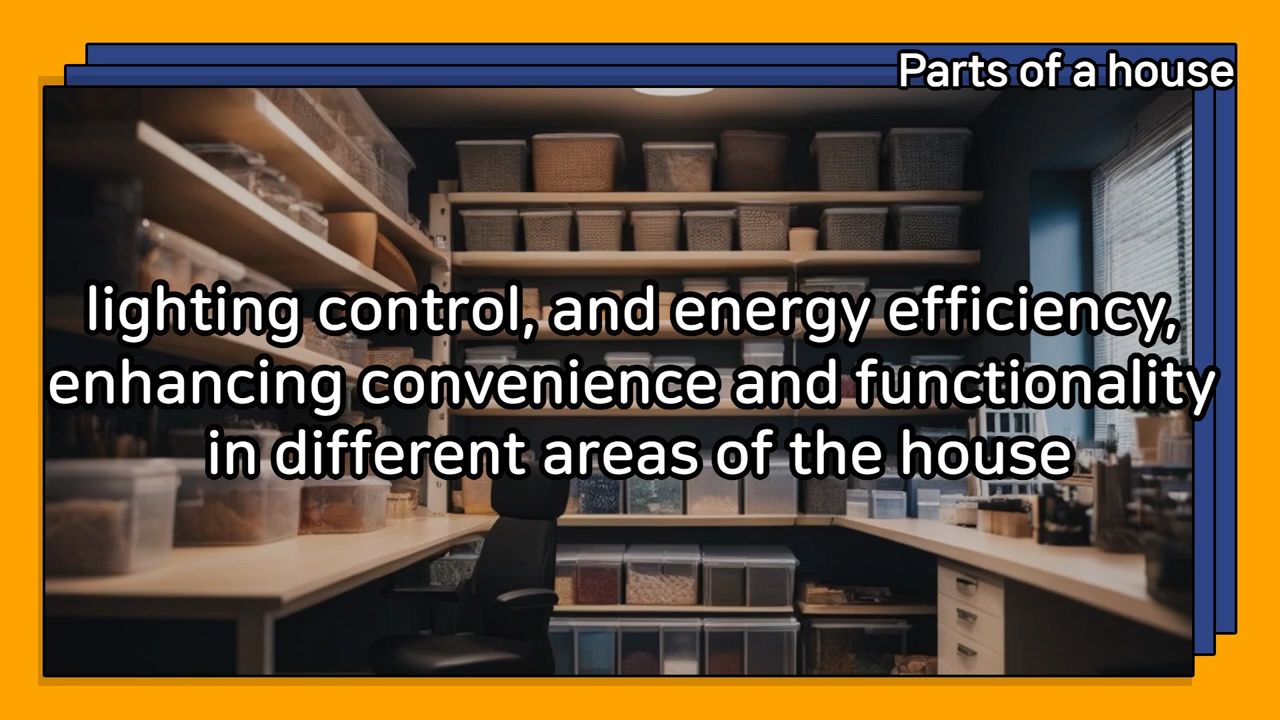 Parts of a house
lighting control, and energy efficiency,
enhancing convenience and functionality
in different areas of the house